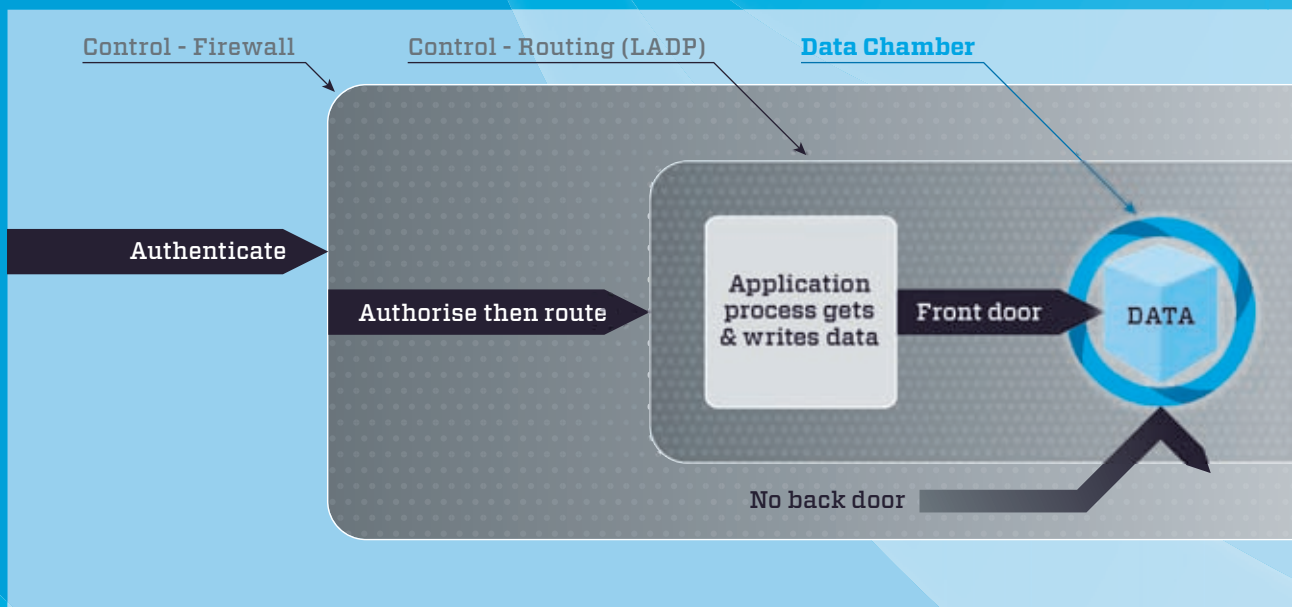 Control - Firewall
Control - Routing (LADP)
Data Chamber
Authenticate
Authorise then route
Application
process gets
& writes data
Front door
DATA
No back door